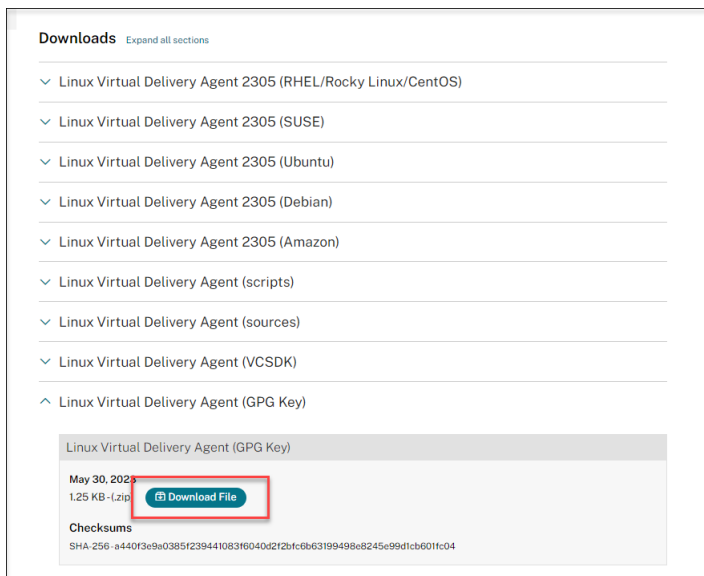 Downloads Expand all sections
Linux Virtual Delivery Agent 2305 (RHEL/Rocky Linux/CentOS)
Linux Virtual Delivery Agent 2305 (SUSE)
Linux Virtual Delivery Agent 2305 (Ubuntu)
Linux Virtual Delivery Agent 2305 (Debian)
Linux Virtual Delivery Agent 2305 (Amazon)
Linux Virtual Delivery Agent (scripts)
Linux Virtual Delivery Agent (sources)
Linux Virtual Delivery Agent (VCSDK)
Linux Virtual Delivery Agent (GPG Key)
Linux Virtual Delivery Agent (GPG Key)
May 30, 2023
1.25 KB - (.zip) Download File
Checksums
SHA-256 - a440f3e9a0385f239441083f6040d2f2bfc6b63199498e8245e99d1cb601fc04